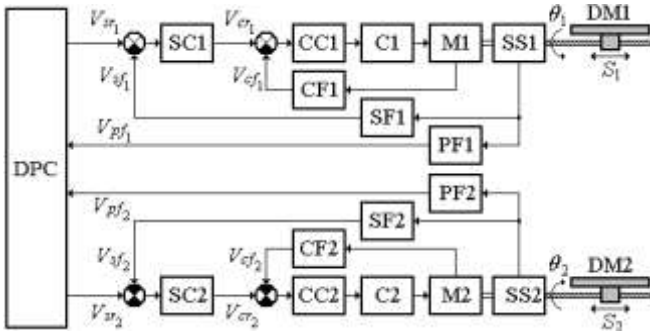 V_sr1 V_cr1 θ1 DM1
SC1 CC1 C1 M1 SS1
V_sf1 V_cf1 CF1 S1
SF1
V_pf1 PF1
DPC
V_pf2 PF2
SF2
V_sf2 V_cf2 CF2 θ2 DM2
SC2 CC2 C2 M2 SS2
V_sr2 V_cr2 S2